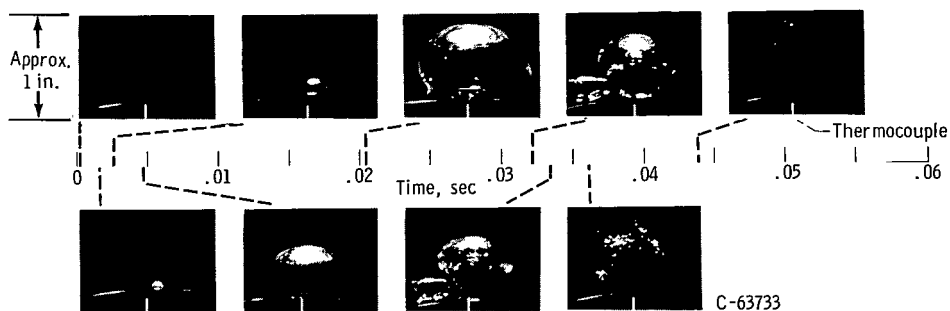 Approx.
1 in.
Thermocouple
0 .01 .02 .03 .04 .05 .06
Time, sec
C-63733